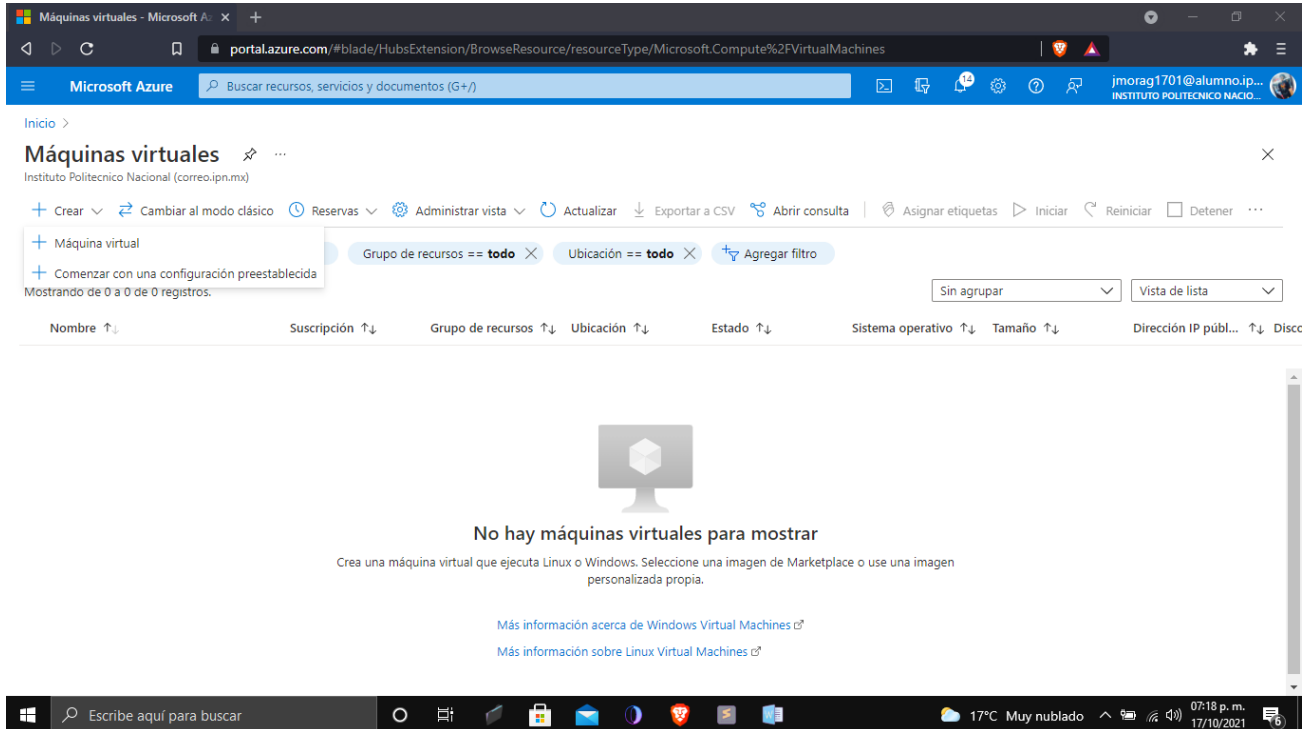 Máquinas virtuales - Microsoft A
portal.azure.com/#blade/HubsExtension/BrowseResource/resourceType/Microsoft.Compute%2FVirtualMachines
Microsoft Azure
Buscar recursos, servicios y documentos (G+/)
14
jmorag1701@alumno.ip...
INSTITUTO POLITECNICO NACIO...
Inicio >
Máquinas virtuales
...
Instituto Politecnico Nacional (correo.ipn.mx)
Crear Cambiar al modo clásico Reservas Administrar vista Actualizar Exportar a CSV Abrir consulta Asignar etiquetas Iniciar Reiniciar Detener ...
Máquina virtual
Comenzar con una configuración preestablecida
Grupo de recursos == todo Ubicación == todo Agregar filtro
Mostrando de 0 a 0 de 0 registros.
Sin agrupar Vista de lista
Nombre Suscripción Grupo de recursos Ubicación Estado Sistema operativo Tamaño Dirección IP públ... Disco
No hay máquinas virtuales para mostrar
Crea una máquina virtual que ejecuta Linux o Windows. Seleccione una imagen de Marketplace o use una imagen
personalizada propia.
Más información acerca de Windows Virtual Machines
Más información sobre Linux Virtual Machines
Escribe aquí para buscar
17°C Muy nublado
07:18 p. m.
17/10/2021
6